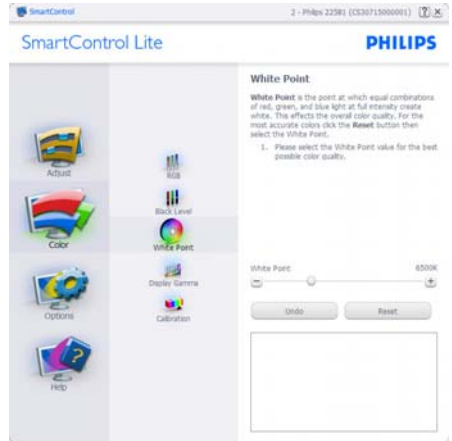 SmartControl
2 - Philips 225B1 (CS30715000001)
SmartControl Lite
PHILIPS
White Point
White Point is the point at which equal combinations
of red, green, and blue light at full intensity create
white. This effects the overall color quality. For the
most accurate colors click the Reset button then
select the White Point.
1. Please select the White Point value for the best
possible color quality.
Adjust
Color
Options
Help
RGB
Black Level
White Point
Display Gamma
Calibration
White Point 6500K
Undo Reset